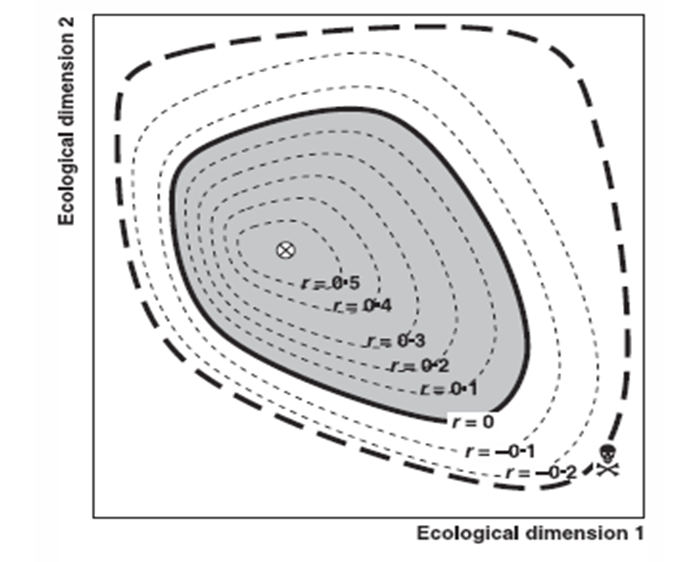 Ecological dimension 2
r = 0·5
r = 0·4
r = 0·3
r = 0·2
r = 0·1
r = 0
r = –0·1
r = –0·2
Ecological dimension 1